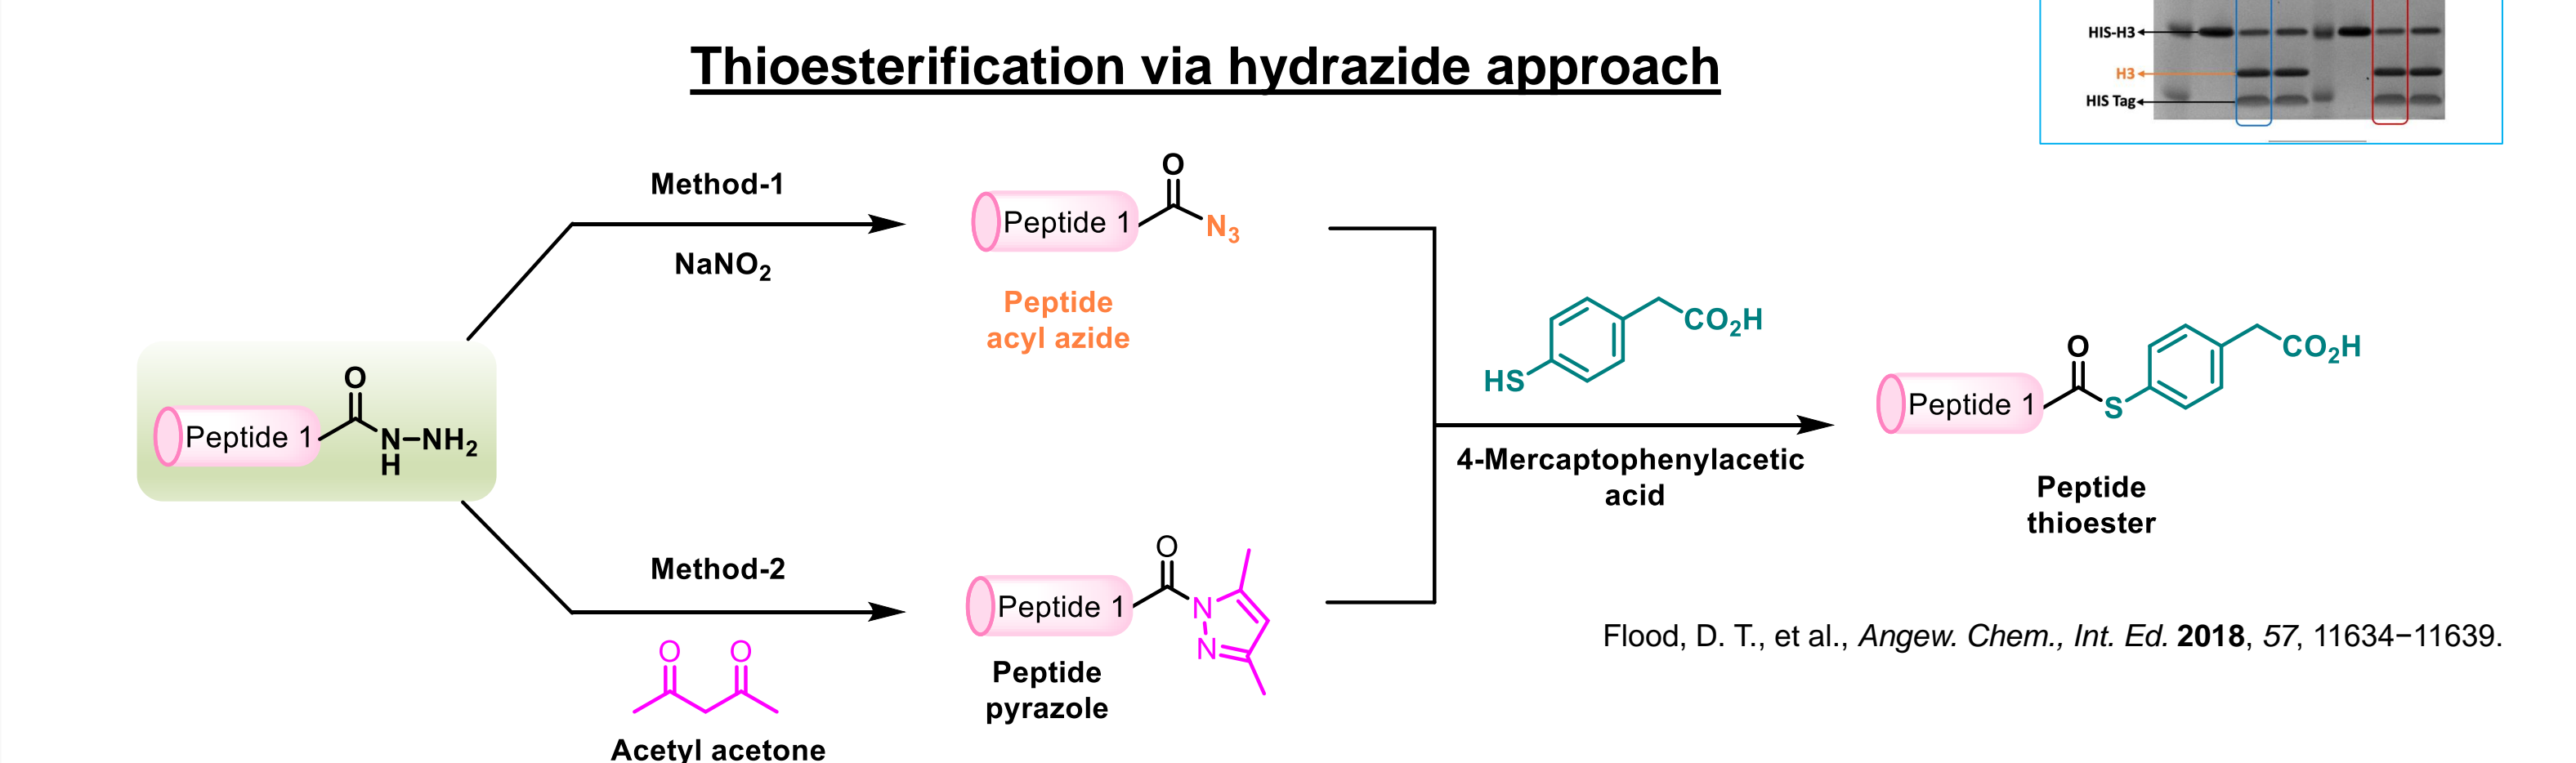 Thioesterification via hydrazide approach
HIS-H3
H3
HIS Tag
Method-1
NaNO₂
O
Peptide 1
N₃
Peptide
acyl azide
O
Peptide 1
N-NH₂
H
Method-2
O O
Acetyl acetone
O
Peptide 1
N
N
Peptide
pyrazole
HS
CO₂H
4-Mercaptophenylacetic
acid
O
Peptide 1
S
CO₂H
Peptide
thioester
Flood, D. T., et al., Angew. Chem., Int. Ed. 2018, 57, 11634−11639.